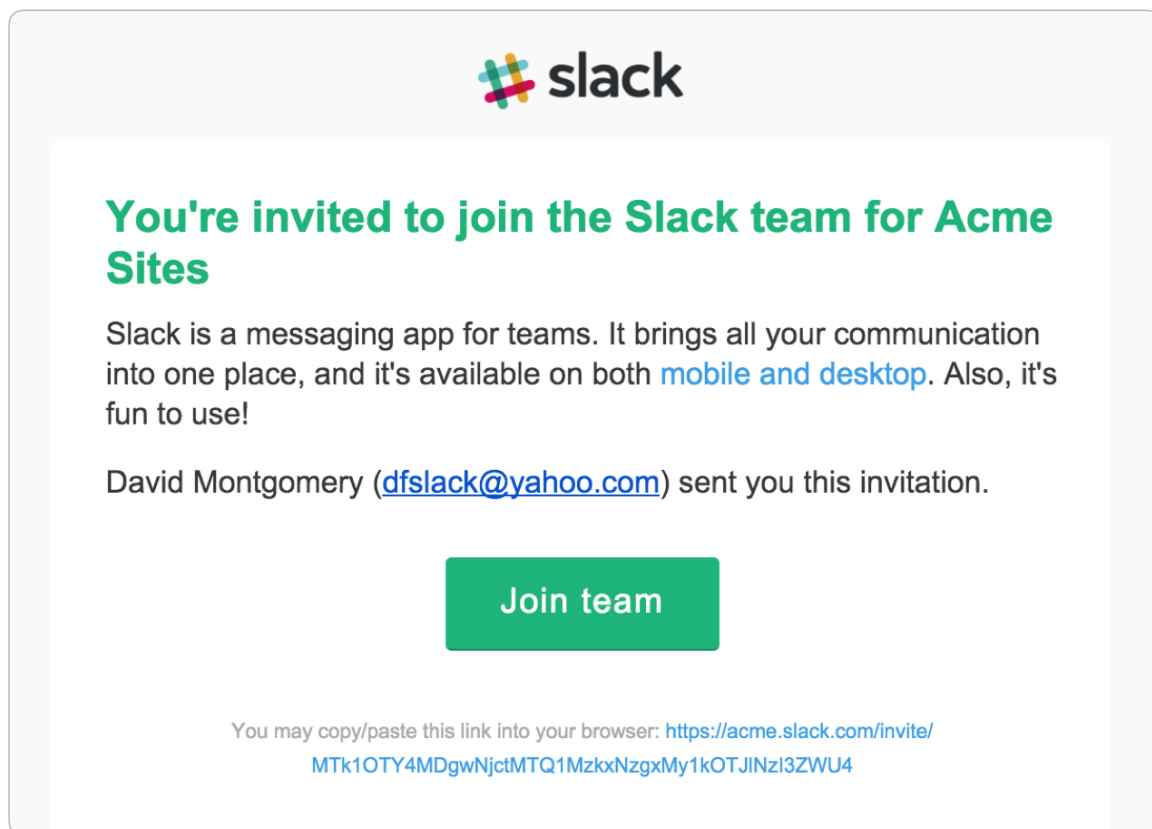 slack
You're invited to join the Slack team for Acme
Sites
Slack is a messaging app for teams. It brings all your communication
into one place, and it's available on both mobile and desktop. Also, it's
fun to use!
David Montgomery (dfslack@yahoo.com) sent you this invitation.
Join team
You may copy/paste this link into your browser: https://acme.slack.com/invite/
MTk1OTY4MDgwNjctMTQ1MzkxNzgxMy1kOTJlNzI3ZWU4